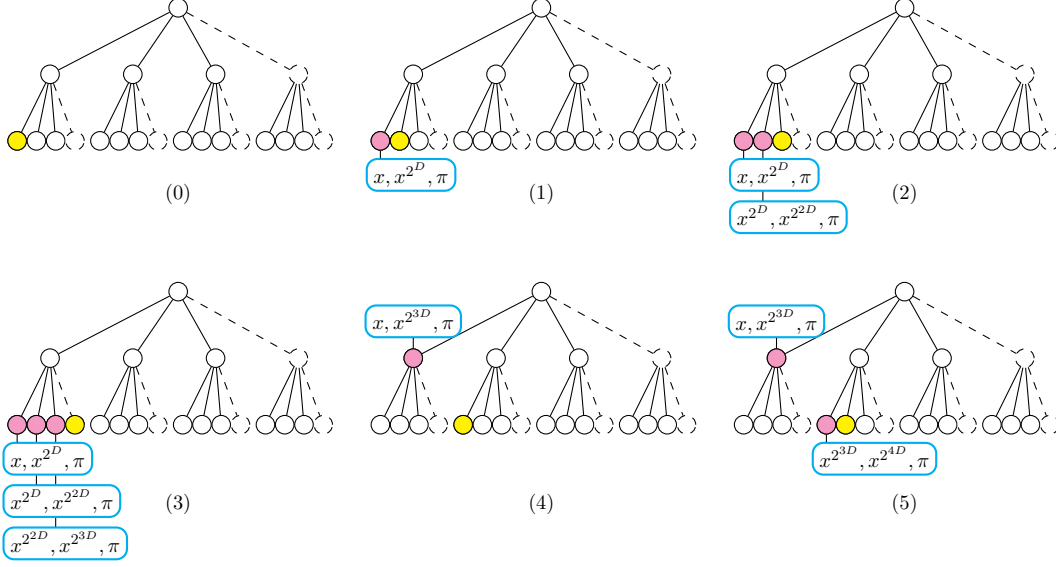 x, x^{2^D}, π
(0)
(1)
x, x^{2^D}, π
(2)
x^{2^D}, x^{2^{2D}}, π
x, x^{2^{3D}}, π
x, x^{2^{3D}}, π
x, x^{2^D}, π
x^{2^{3D}}, x^{2^{4D}}, π
x^{2^D}, x^{2^{2D}}, π
(3)
(4)
(5)
x^{2^{2D}}, x^{2^{3D}}, π